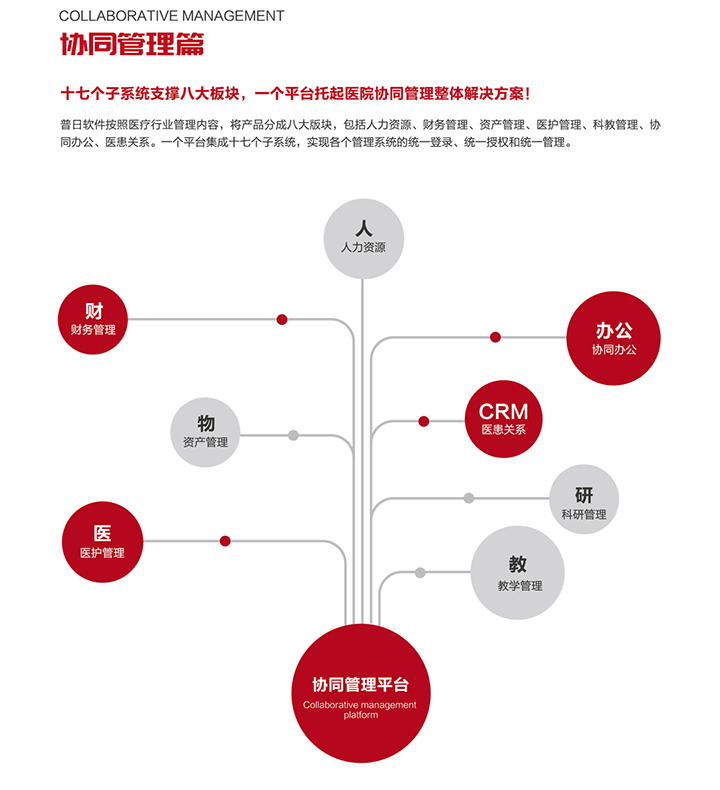 COLLABORATIVE MANAGEMENT
协同管理篇
十七个子系统支撑八大板块，一个平台托起医院协同管理整体解决方案！
普日软件按照医疗行业管理内容，将产品分成八大版块，包括人力资源、财务管理、资产管理、医护管理、科教管理、协
同办公、医患关系。一个平台集成十七个子系统，实现各个管理系统的统一登录、统一授权和统一管理。
人
人力资源
财
财务管理
办公
协同办公
CRM
医患关系
物
资产管理
研
科研管理
医
医护管理
教
教学管理
协同管理平台
Collaborative management
platform